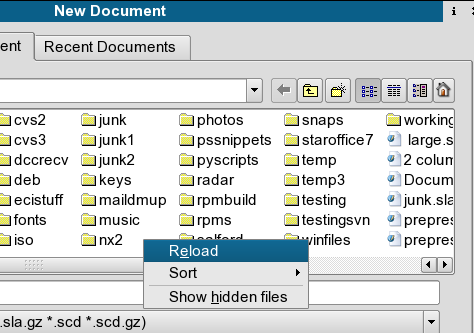 New Document
ent
Recent Documents
cvs2 junk photos snaps working
cvs3 junk1 pssnippets staroffice7 large.s
dccrecv junk2 pyscripts temp 2 colum
deb keys radar temp3 Docum
ecistuff maildmup rpmbuild testing junk.sla
fonts music rpms testingsvn prepres
iso nx2 salford winfiles prepres
Reload
Sort
Show hidden files
.sla.gz *.scd *.scd.gz)